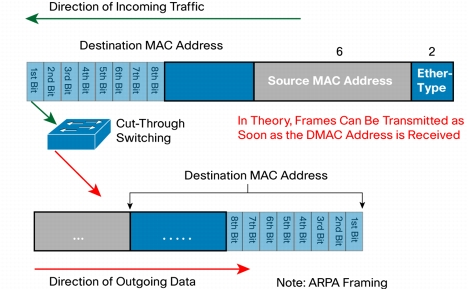 Direction of Incoming Traffic
Destination MAC Address
6
2
1st Bit
2nd Bit
3rd Bit
4th Bit
5th Bit
6th Bit
7th Bit
8th Bit
Source MAC Address
Ether-
Type
Cut-Through
Switching
In Theory, Frames Can Be Transmitted as
Soon as the DMAC Address is Received
Destination MAC Address
...
.....
8th Bit
7th Bit
6th Bit
5th Bit
4th Bit
3rd Bit
2nd Bit
1st Bit
Direction of Outgoing Data
Note: ARPA Framing